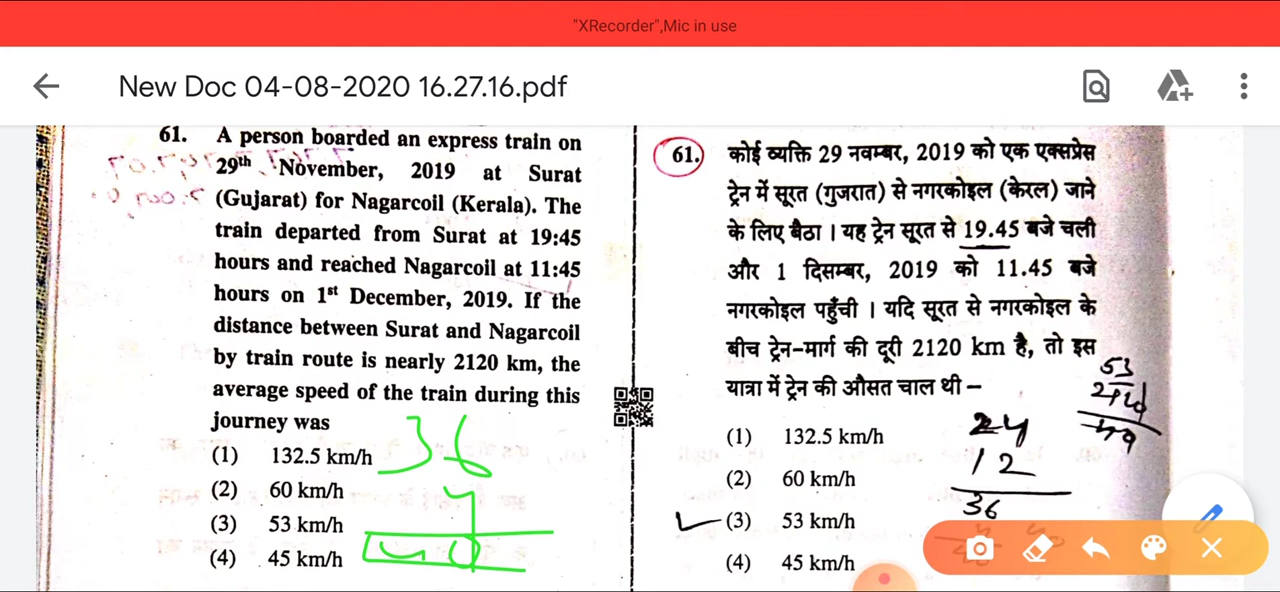 "XRecorder",Mic in use
New Doc 04-08-2020 16.27.16.pdf
61. A person boarded an express train on
29th November, 2019 at Surat
(Gujarat) for Nagarcoil (Kerala). The
train departed from Surat at 19:45
hours and reached Nagarcoil at 11:45
hours on 1st December, 2019. If the
distance between Surat and Nagarcoil
by train route is nearly 2120 km, the
average speed of the train during this
journey was
(1) 132.5 km/h
(2) 60 km/h
(3) 53 km/h
(4) 45 km/h
36
4
40
61. कोई व्यक्ति 29 नवम्बर, 2019 को एक एक्सप्रेस
ट्रेन में सूरत (गुजरात) से नगरकोइल (केरल) जाने
के लिए बैठा । यह ट्रेन सूरत से 19.45 बजे चली
और 1 दिसम्बर, 2019 को 11.45 बजे
नगरकोइल पहुँची । यदि सूरत से नगरकोइल के
बीच ट्रेन-मार्ग की दूरी 2120 km है, तो इस
यात्रा में ट्रेन की औसत चाल थी –
(1) 132.5 km/h
(2) 60 km/h
(3) 53 km/h
(4) 45 km/h
24
12
36
53